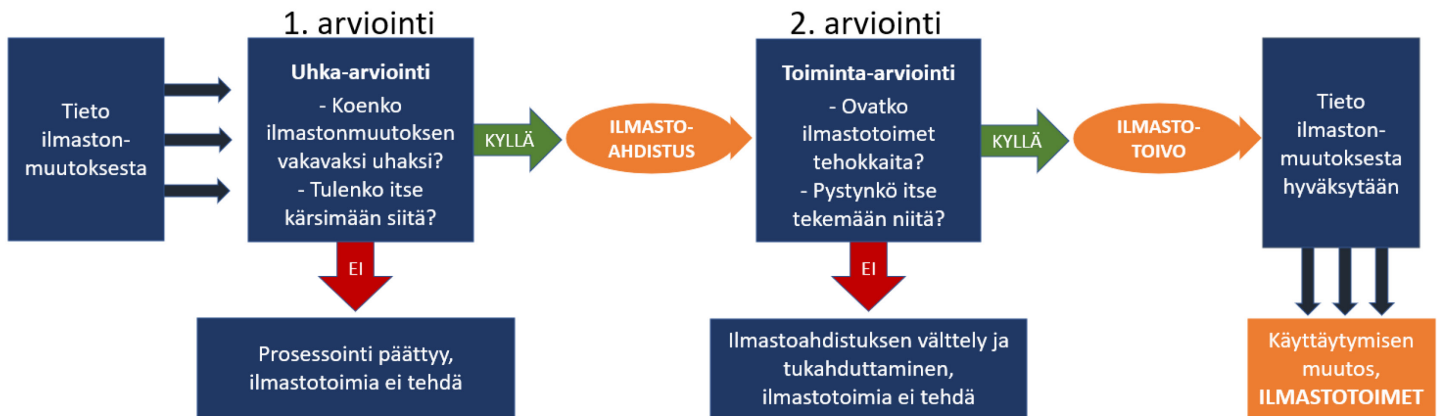 1. arviointi
2. arviointi
Tieto
ilmaston-
muutoksesta
Uhka-arviointi
- Koenko
ilmastonmuutoksen
vakavaksi uhaksi?
- Tulenko itse
kärsimään siitä?
KYLLÄ
ILMASTO-
AHDISTUS
Toiminta-arviointi
- Ovatko
ilmastotoimet
tehokkaita?
- Pystynkö itse
tekemään niitä?
KYLLÄ
ILMASTO-
TOIVO
Tieto
ilmaston-
muutoksesta
hyväksytään
EI
EI
Prosessointi päättyy,
ilmastotoimia ei tehdä
Ilmastoahdistuksen välttely ja
tukahduttaminen,
ilmastotoimia ei tehdä
Käyttäytymisen
muutos,
ILMASTOTOIMET